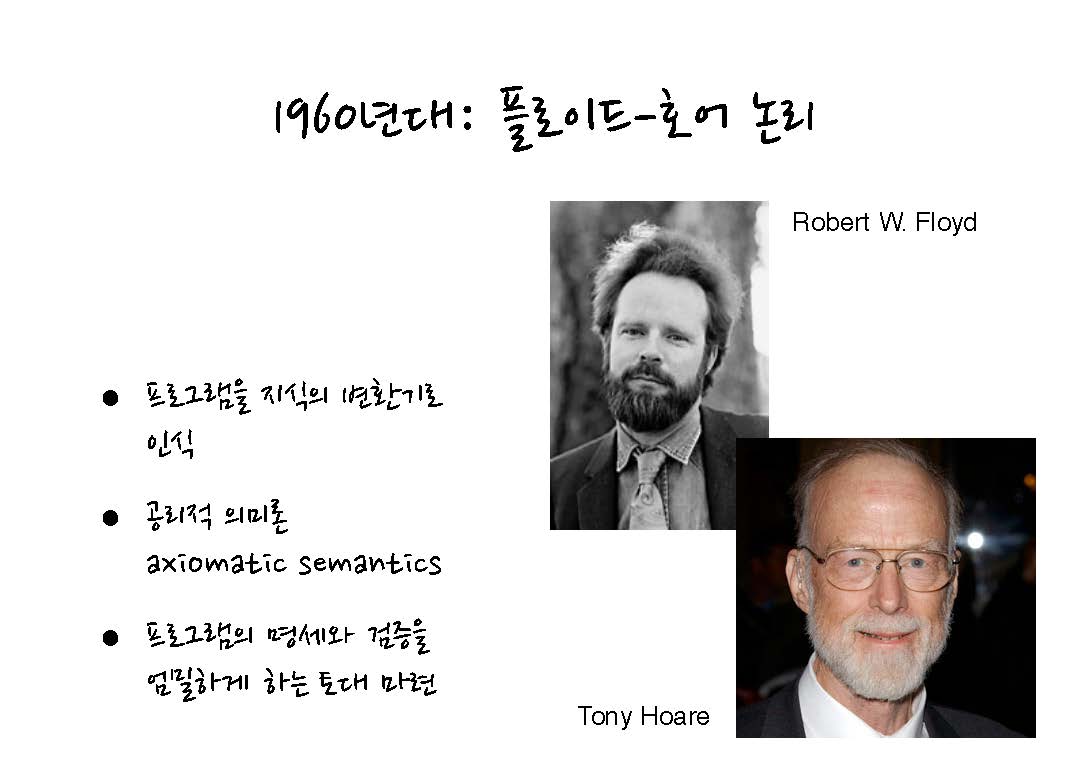 1960년대: 플로이드-호어 논리
Robert W. Floyd
● 프로그램을 지식의 변환기로
인식
● 공리적 의미론
axiomatic semantics
● 프로그램의 명세와 검증을
엄밀하게 하는 토대 마련
Tony Hoare